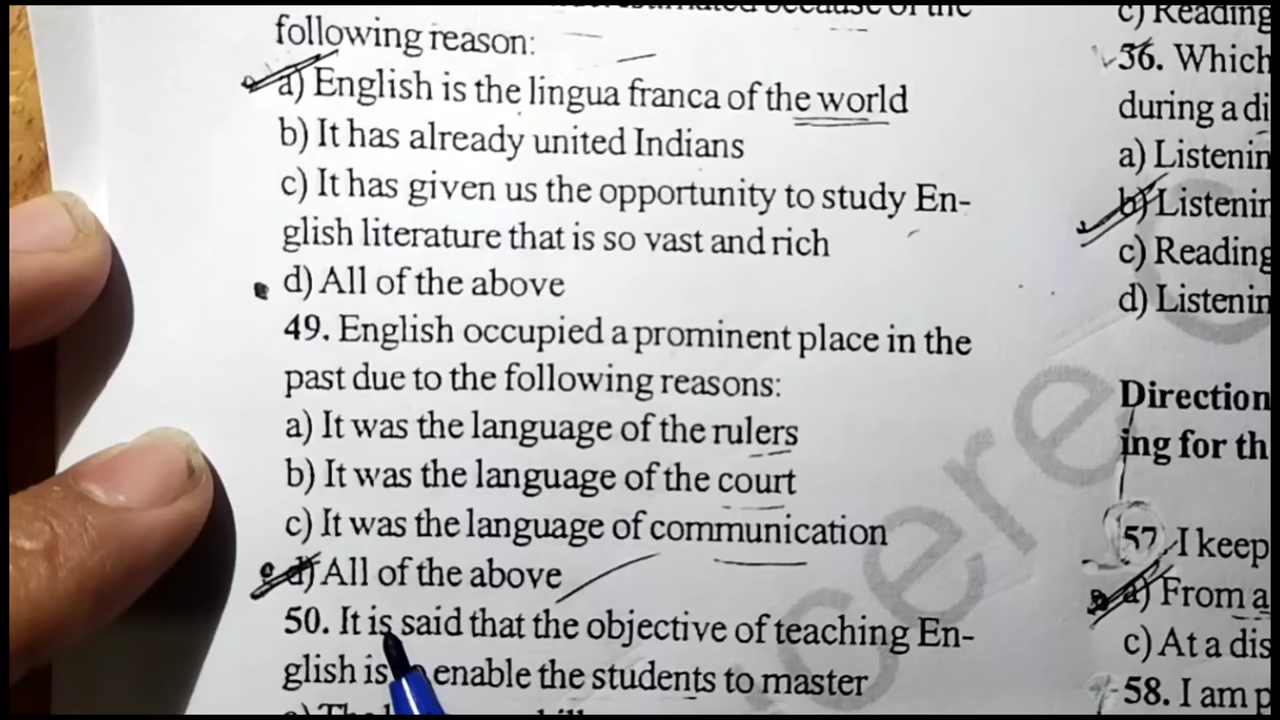 because of the
following reason:
a) English is the lingua franca of the world
b) It has already united Indians
c) It has given us the opportunity to study En-
glish literature that is so vast and rich
d) All of the above
49. English occupied a prominent place in the
past due to the following reasons:
a) It was the language of the rulers
b) It was the language of the court
c) It was the language of communication
d) All of the above
50. It is said that the objective of teaching En-
glish is enable the students to master
c) Reading
36. Which
during a di
a) Listenin
b) Listenin
c) Reading
d) Listenin
Direction
ing for th
57. I keep
a) From a
c) At a dis
58. I am p